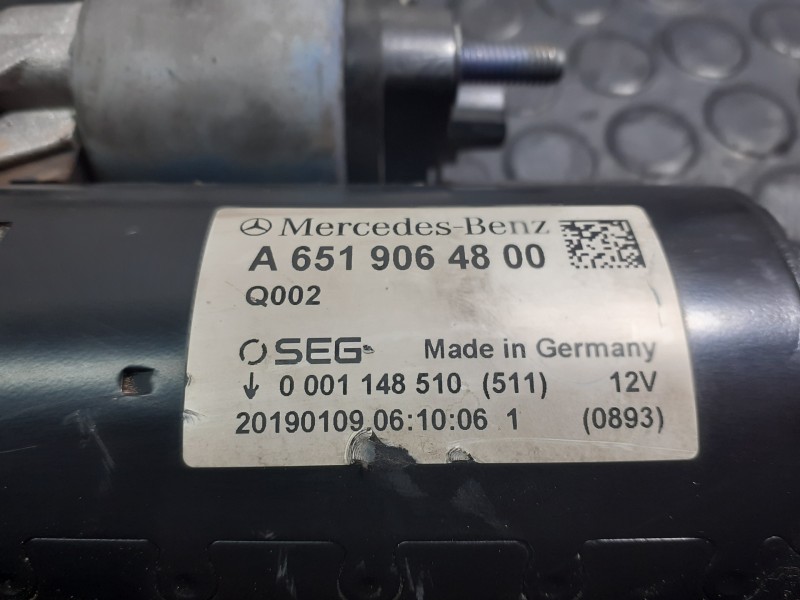 Mercedes-Benz
A 651 906 48 00
Q002
SEG Made in Germany
↓ 0 001 148 510 (511) 12V
20190109 06:10:06 1 (0893)